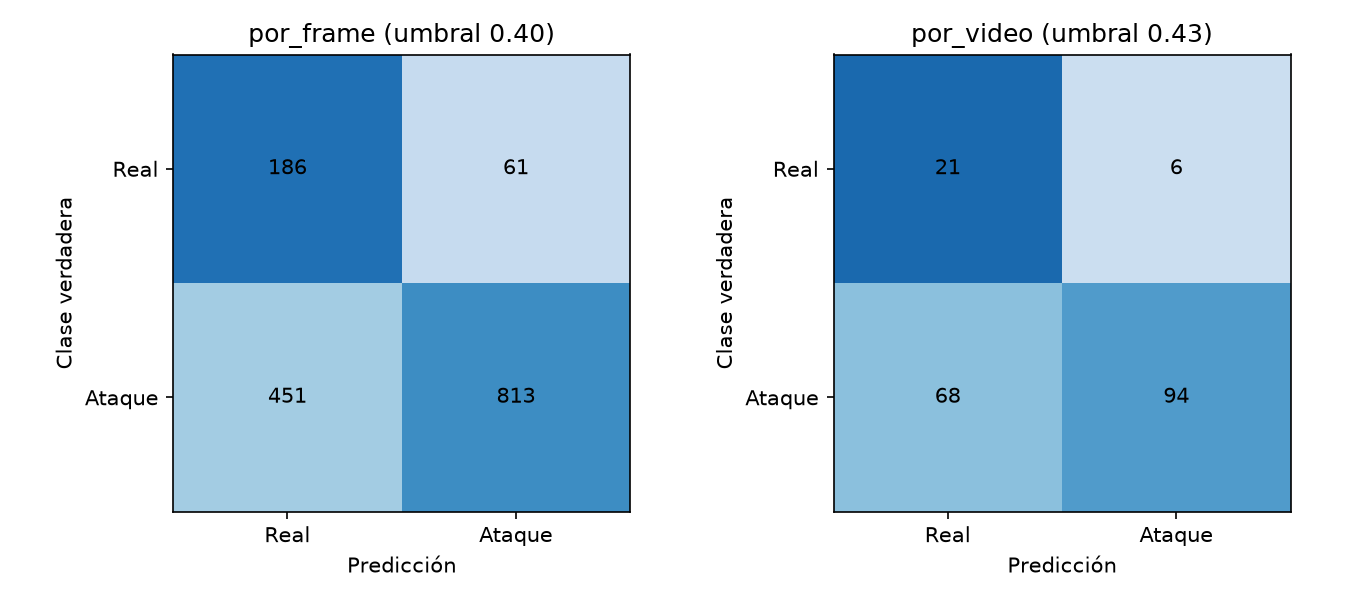 por_frame (umbral 0.40)
Clase verdadera
Real
186
61
Ataque
451
813
Real
Ataque
Predicción
por_video (umbral 0.43)
Clase verdadera
Real
21
6
Ataque
68
94
Real
Ataque
Predicción